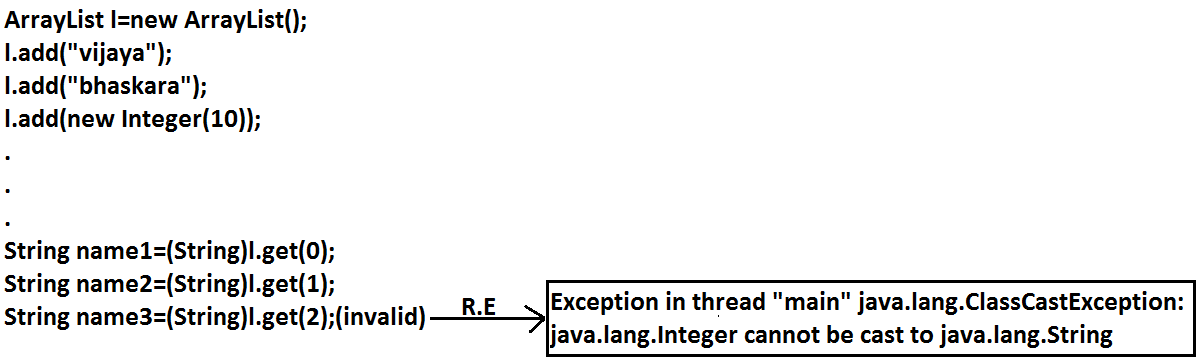 ArrayList l=new ArrayList();
l.add("vijaya");
l.add("bhaskara");
l.add(new Integer(10));
.
.
.
String name1=(String)l.get(0);
String name2=(String)l.get(1);
String name3=(String)l.get(2);(invalid)
R.E
Exception in thread "main" java.lang.ClassCastException:
java.lang.Integer cannot be cast to java.lang.String